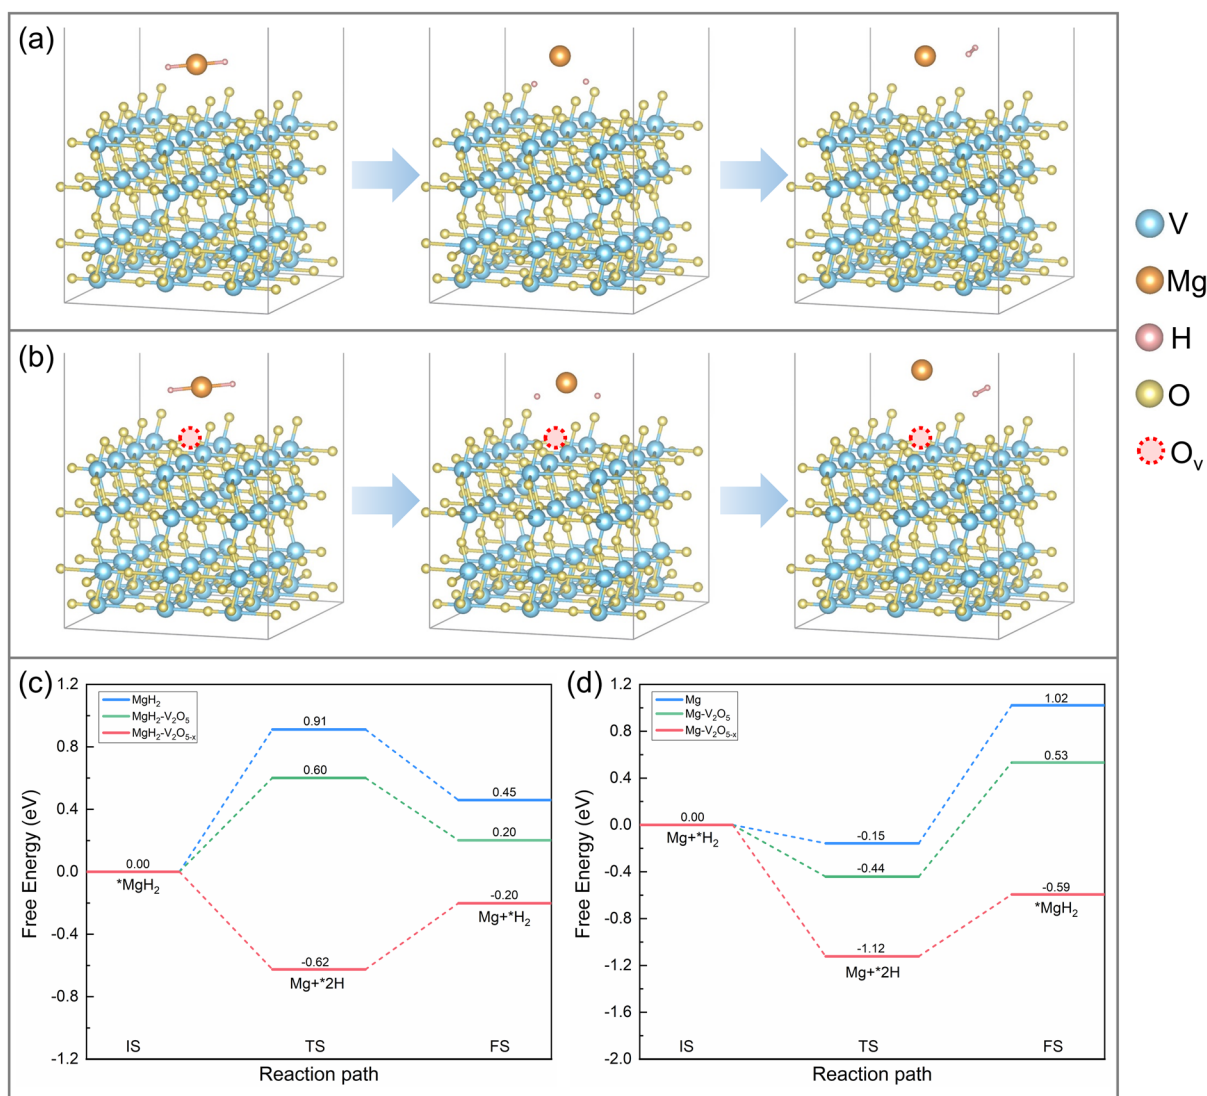 (a)
(b)
V
Mg
H
O
Oᵥ
(c)
MgH₂
MgH₂-V₂O₅
MgH₂-V₂O₅₋ₓ
1.2
0.8
0.4
0.0
-0.4
-0.8
-1.2
Free Energy (eV)
0.00
*MgH₂
0.91
0.60
-0.62
Mg+*2H
0.45
0.20
-0.20
Mg+*H₂
IS
TS
FS
Reaction path
(d)
Mg
Mg-V₂O₅
Mg-V₂O₅₋ₓ
1.2
0.8
0.4
0.0
-0.4
-0.8
-1.2
-1.6
-2.0
Free Energy (eV)
0.00
Mg+*H₂
-0.15
-0.44
-1.12
Mg+*2H
1.02
0.53
-0.59
*MgH₂
IS
TS
FS
Reaction path